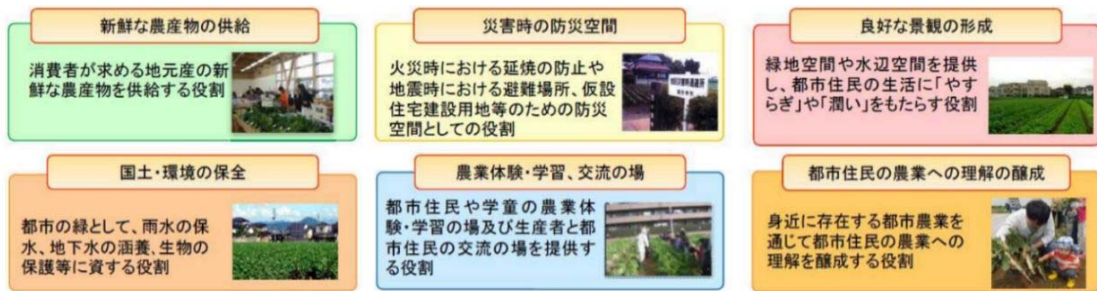 新鮮な農産物の供給
消費者が求める地元産の新
鮮な農産物を供給する役割
災害時の防災空間
火災時における延焼の防止や
地震時における避難場所、仮設
住宅建設用地等のための防災
空間としての役割
良好な景観の形成
緑地空間や水辺空間を提供
し、都市住民の生活に「やす
らぎ」や「潤い」をもたらす役割
国土・環境の保全
都市の緑として、雨水の保
水、地下水の涵養、生物の
保護等に資する役割
農業体験・学習、交流の場
都市住民や学童の農業体
験・学習の場及び生産者と都
市住民の交流の場を提供す
る役割
都市住民の農業への理解の醸成
身近に存在する都市農業を
通じて都市住民の農業への
理解を醸成する役割